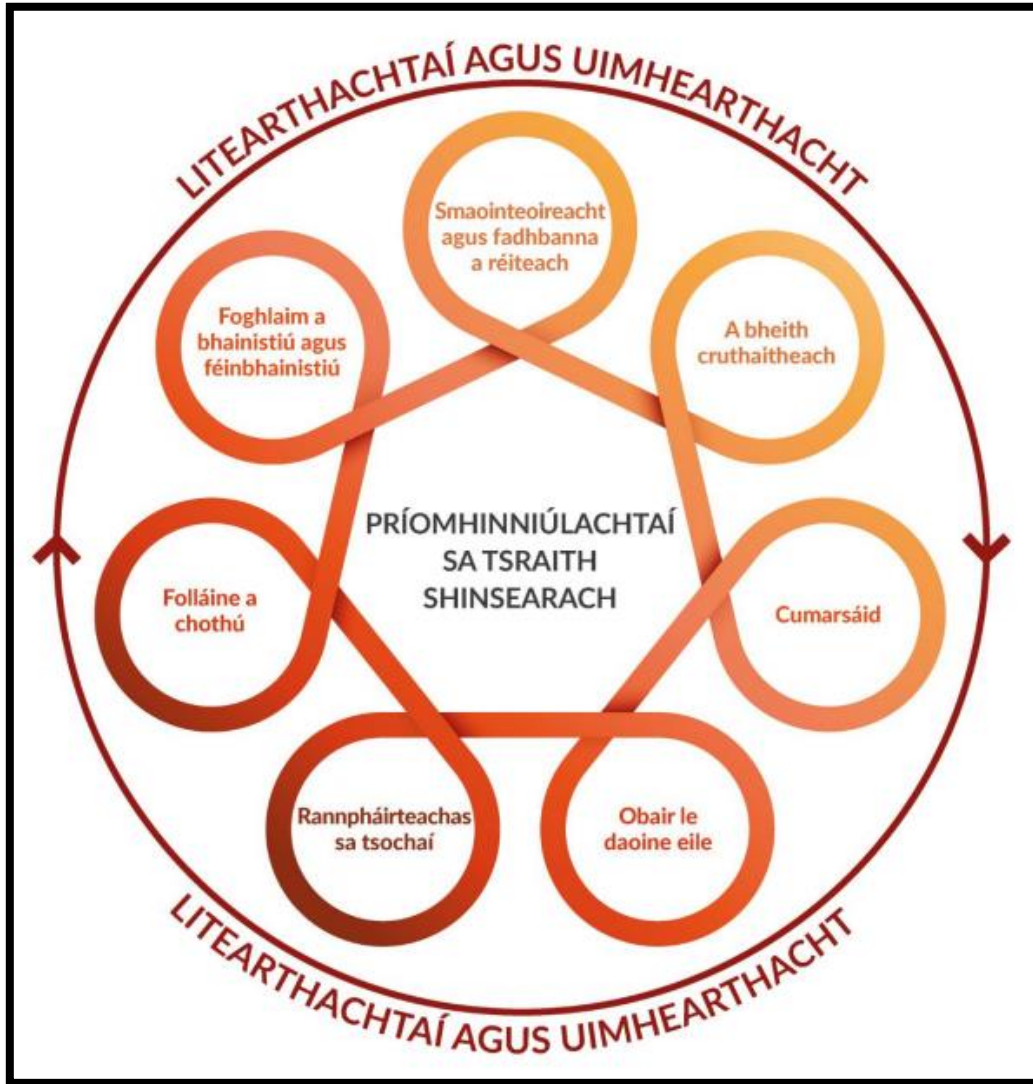 LITEARTHACHTAÍ AGUS UIMHEARTHACHT
Smaointeoireacht
agus fadhbanna
a réiteach
A bheith
cruthaitheach
Cumarsáid
Obair le
daoine eile
Rannpháirteachas
sa tsochaí
Folláine a
chothú
Foghlaim a
bhainistiú agus
féinbhainistiú
PRÍOMHINNIÚLACHTAÍ
SA TSRAITH
SHINSEARACH
LITEARTHACHTAÍ AGUS UIMHEARTHACHT